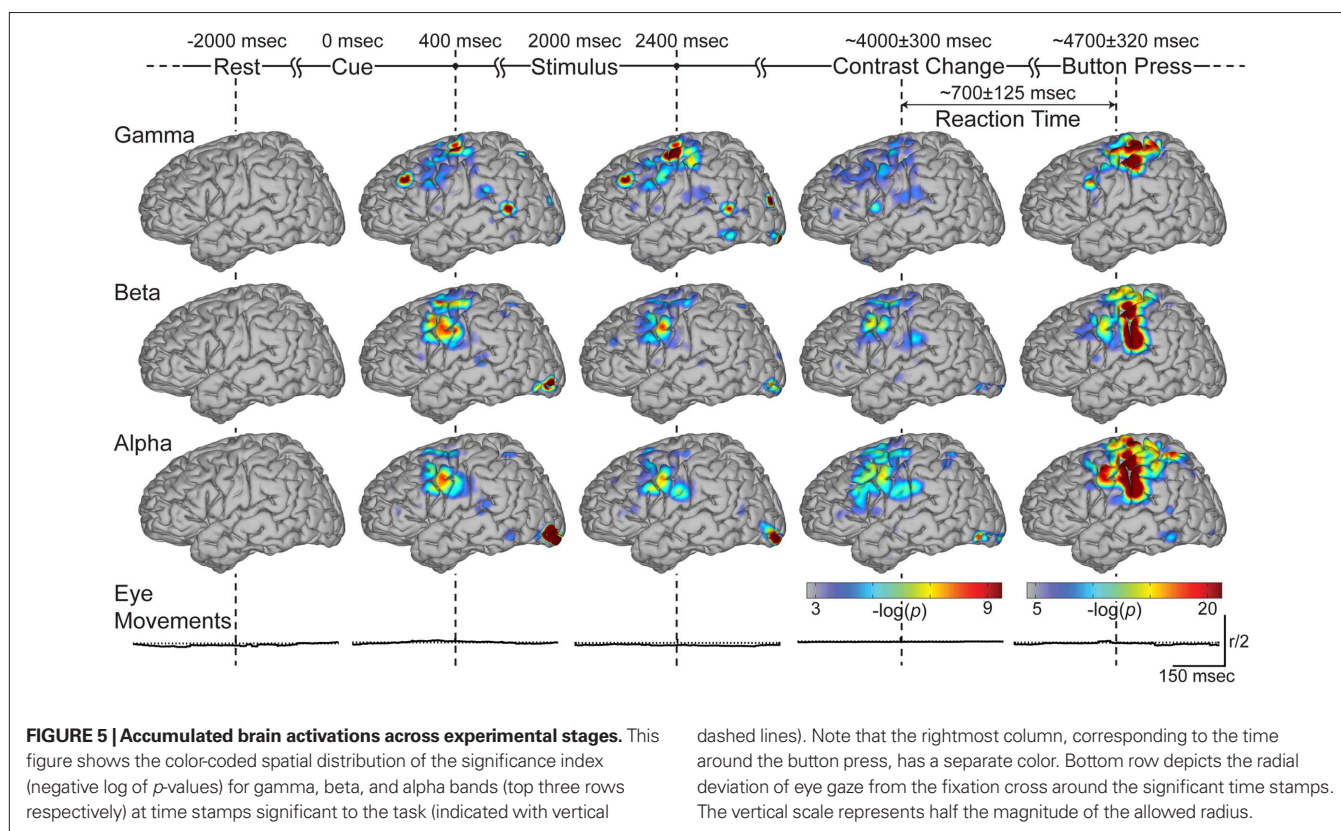 -2000 msec 0 msec 400 msec 2000 msec 2400 msec ~4000±300 msec ~4700±320 msec
Rest Cue Stimulus Contrast Change Button Press
~700±125 msec
Reaction Time
Gamma
Beta
Alpha
Eye
Movements
3 -log(p) 9 5 -log(p) 20
r/2
150 msec
FIGURE 5 | Accumulated brain activations across experimental stages. This
figure shows the color-coded spatial distribution of the significance index
(negative log of p-values) for gamma, beta, and alpha bands (top three rows
respectively) at time stamps significant to the task (indicated with vertical
dashed lines). Note that the rightmost column, corresponding to the time
around the button press, has a separate color. Bottom row depicts the radial
deviation of eye gaze from the fixation cross around the significant time stamps.
The vertical scale represents half the magnitude of the allowed radius.